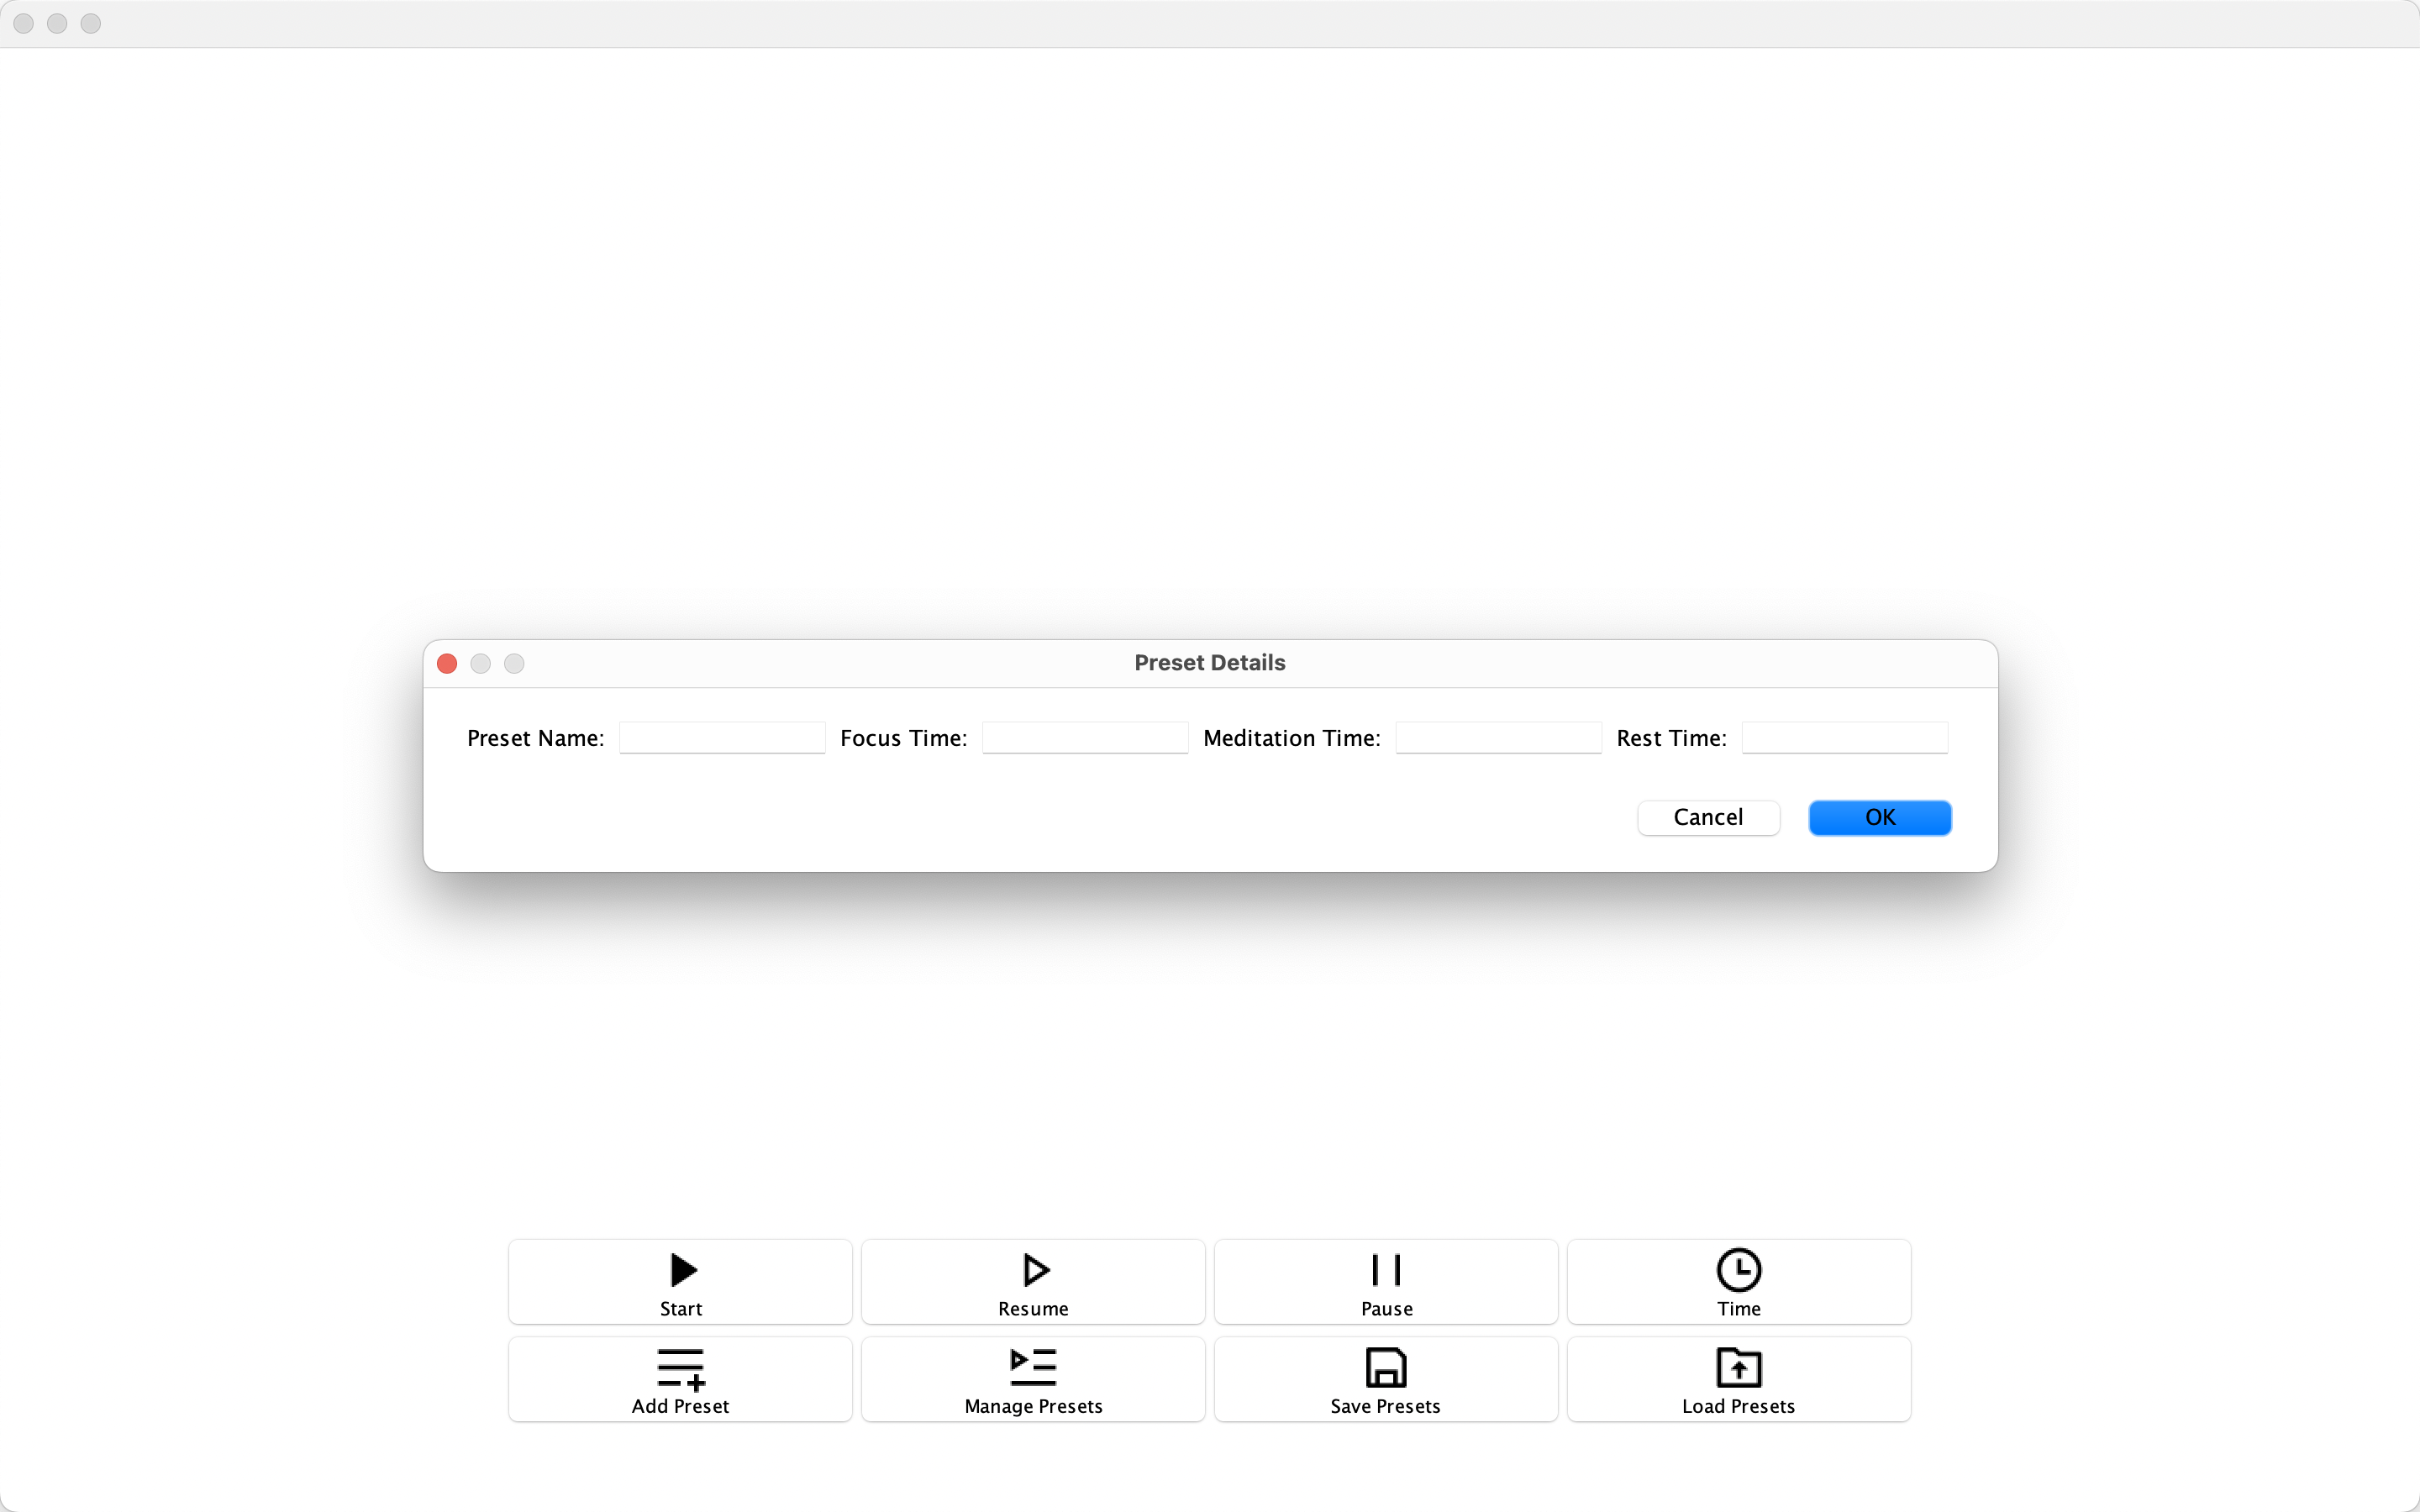 Preset Details
Preset Name: Focus Time: Meditation Time: Rest Time:
Cancel OK
Start Resume Pause Time
Add Preset Manage Presets Save Presets Load Presets